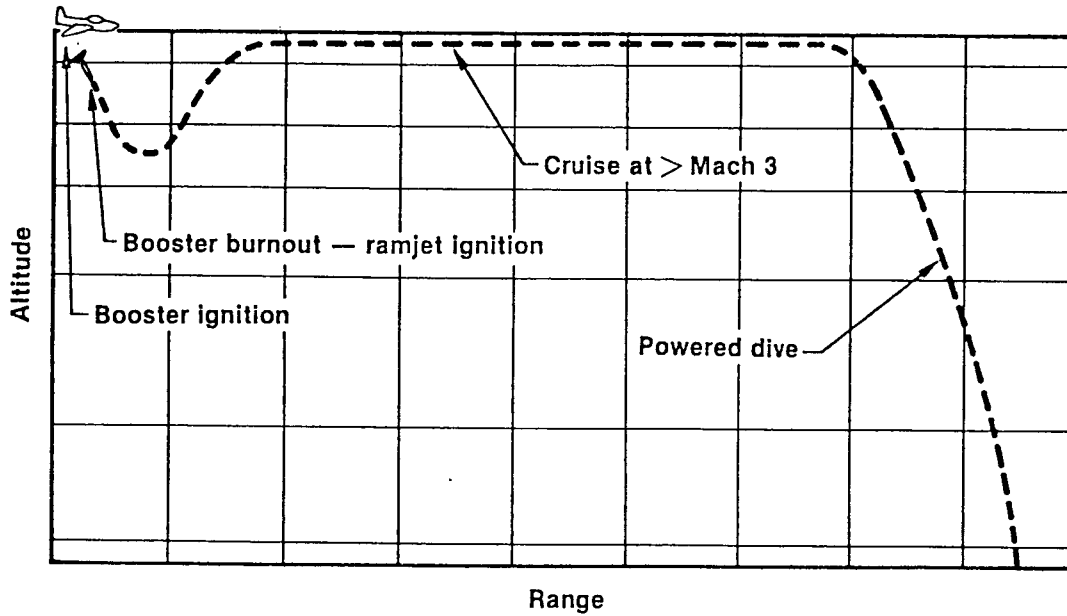 Cruise at > Mach 3
Booster burnout — ramjet ignition
Booster ignition
Powered dive
Altitude
Range